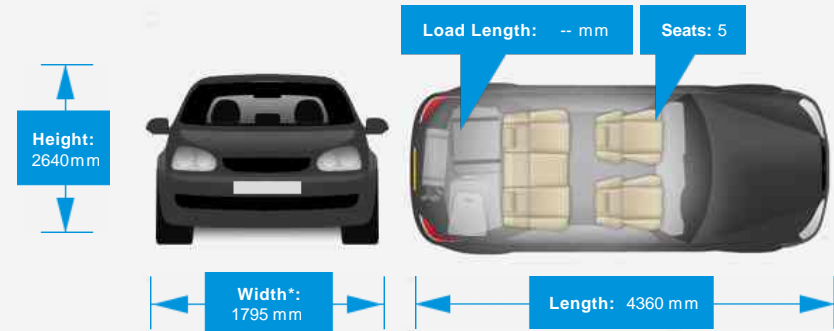 Load Length: -- mm
Seats: 5
Height:
2640mm
Width*:
1795 mm
Length: 4360 mm